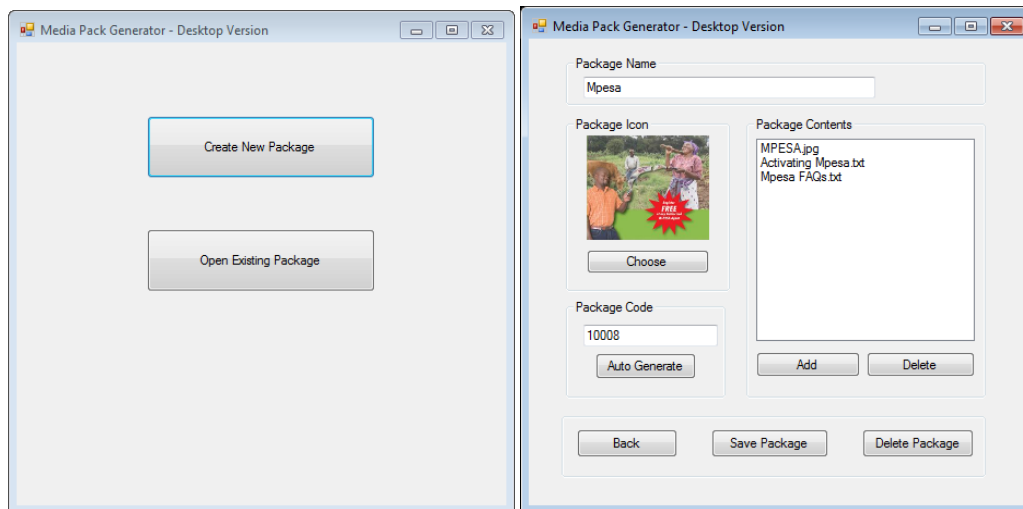 Media Pack Generator - Desktop Version
Create New Package
Open Existing Package
Media Pack Generator - Desktop Version
Package Name
Mpesa
Package Icon
FREE
Choose
Package Code
10008
Auto Generate
Package Contents
MPESA.jpg
Activating Mpesa.txt
Mpesa FAQs.txt
Add
Delete
Back
Save Package
Delete Package